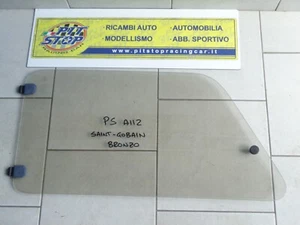 PIT
STOP
RICAMBI AUTO - AUTOMOBILIA
MODELLISMO - ABB. SPORTIVO
www.pitstopracingcar.it
PS A112
SAINT-GOBAIN
BRONZO